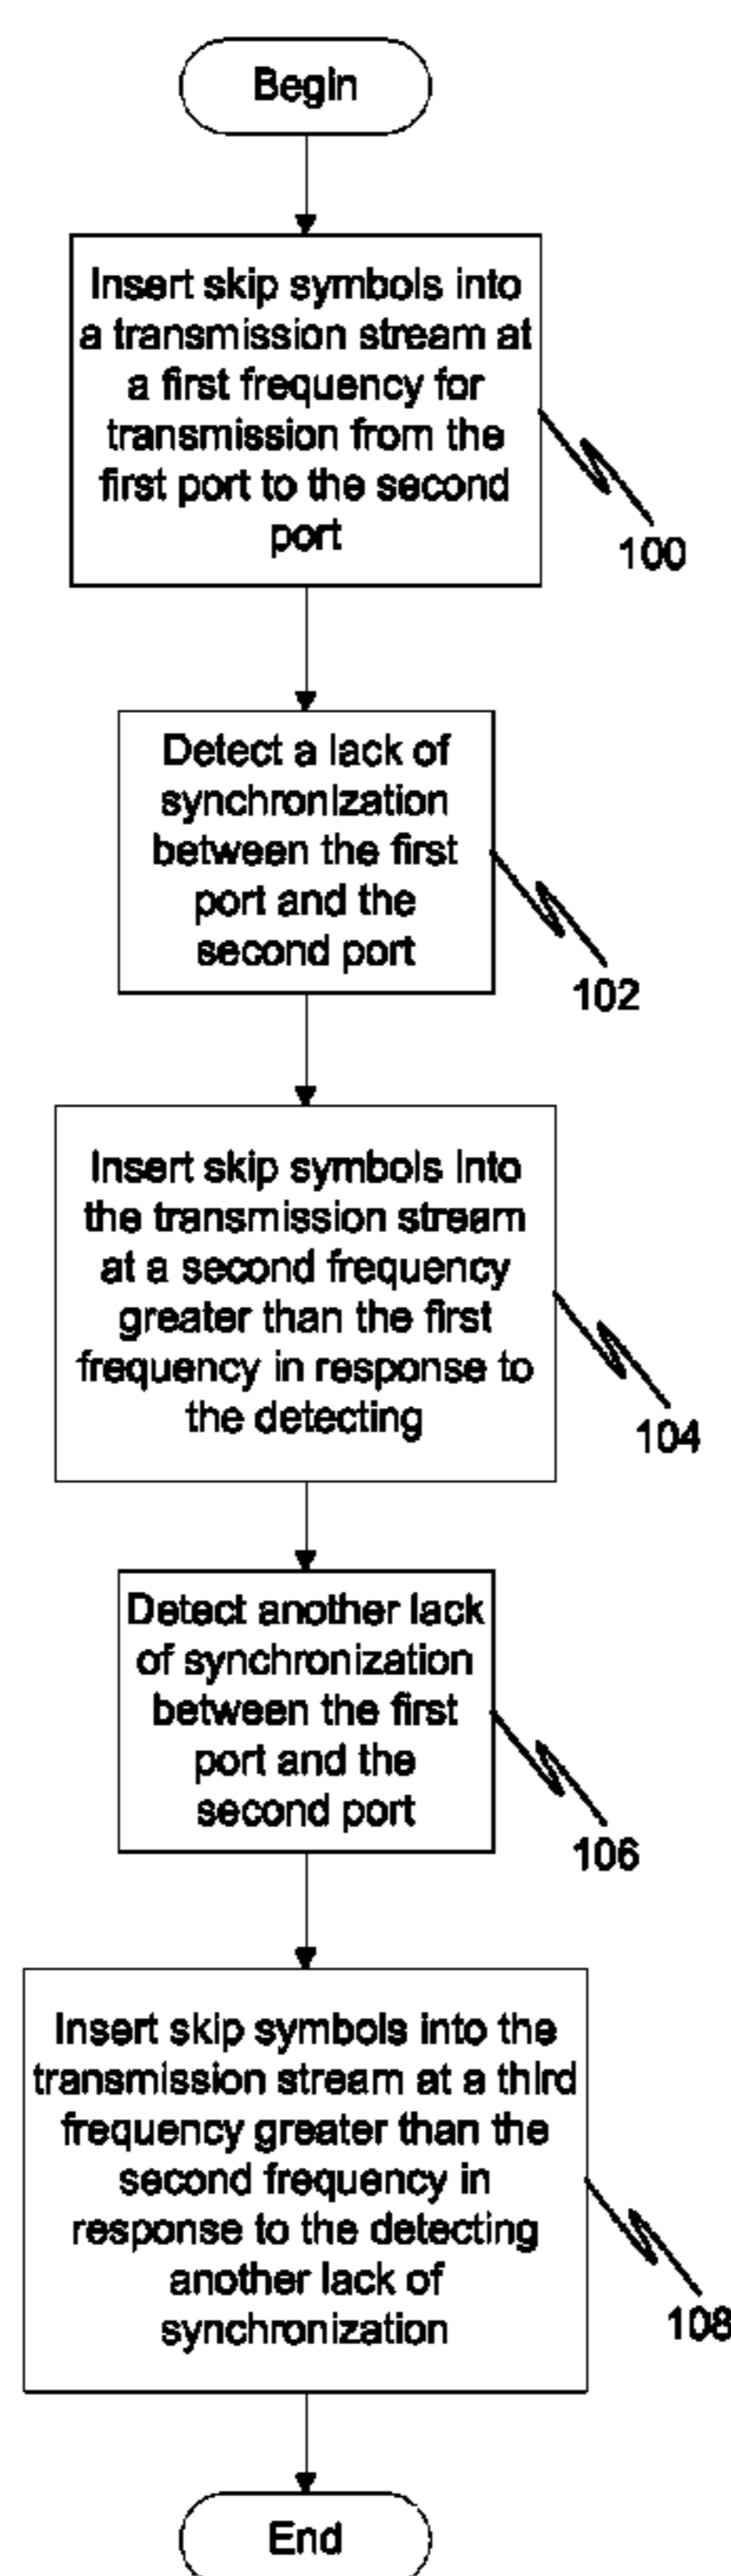 Begin
Insert skip symbols into
a transmission stream at
a first frequency for
transmission from the
first port to the second
port
100
Detect a lack of
synchronization
between the first
port and the
second port
102
Insert skip symbols into
the transmission stream
at a second frequency
greater than the first
frequency in response to
the detecting
104
Detect another lack
of synchronization
between the first
port and the
second port
106
Insert skip symbols into the
transmission stream at a third
frequency greater than the
second frequency in
response to the detecting
another lack of
synchronization
108
End